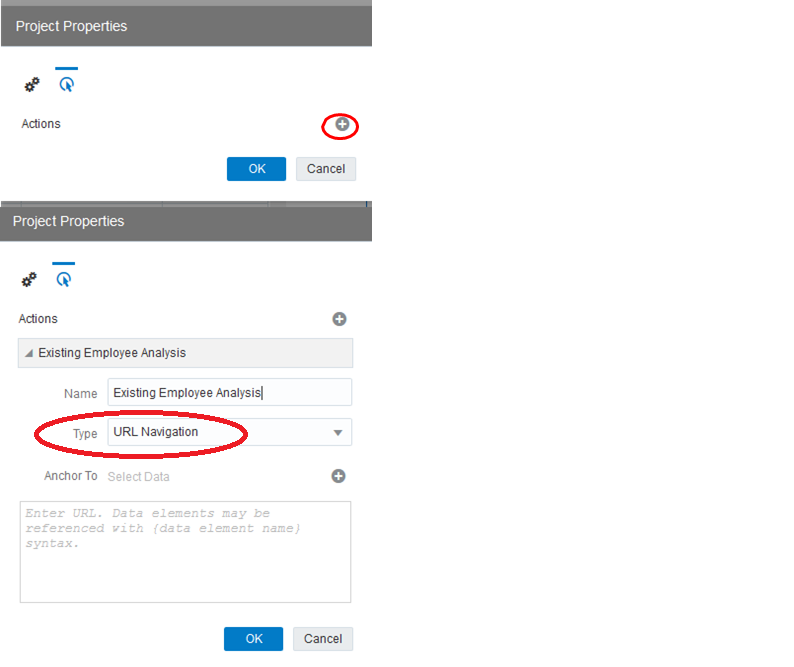 Project Properties
Actions
OK Cancel
Project Properties
Actions
Existing Employee Analysis
Name Existing Employee Analysis
Type URL Navigation
Anchor To Select Data
Enter URL. Data elements may be
referenced with {data element name}
syntax.
OK Cancel